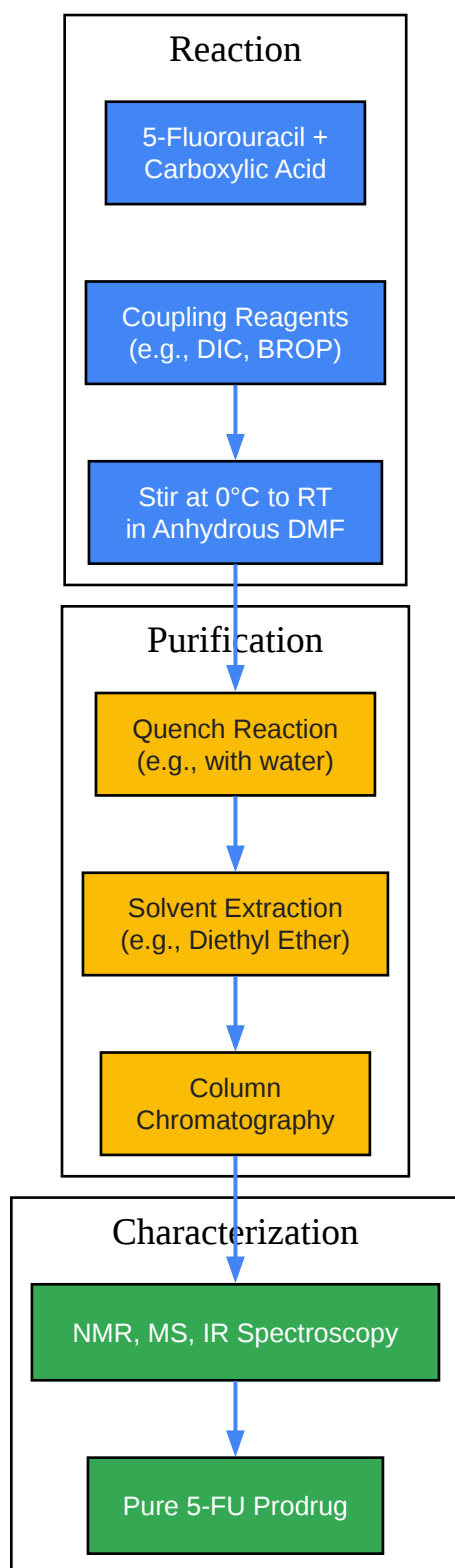 Reaction
5-Fluorouracil +
Carboxylic Acid
Coupling Reagents
(e.g., DIC, BROP)
Stir at 0°C to RT
in Anhydrous DMF
Purification
Quench Reaction
(e.g., with water)
Solvent Extraction
(e.g., Diethyl Ether)
Column
Chromatography
Characterization
NMR, MS, IR Spectroscopy
Pure 5-FU Prodrug